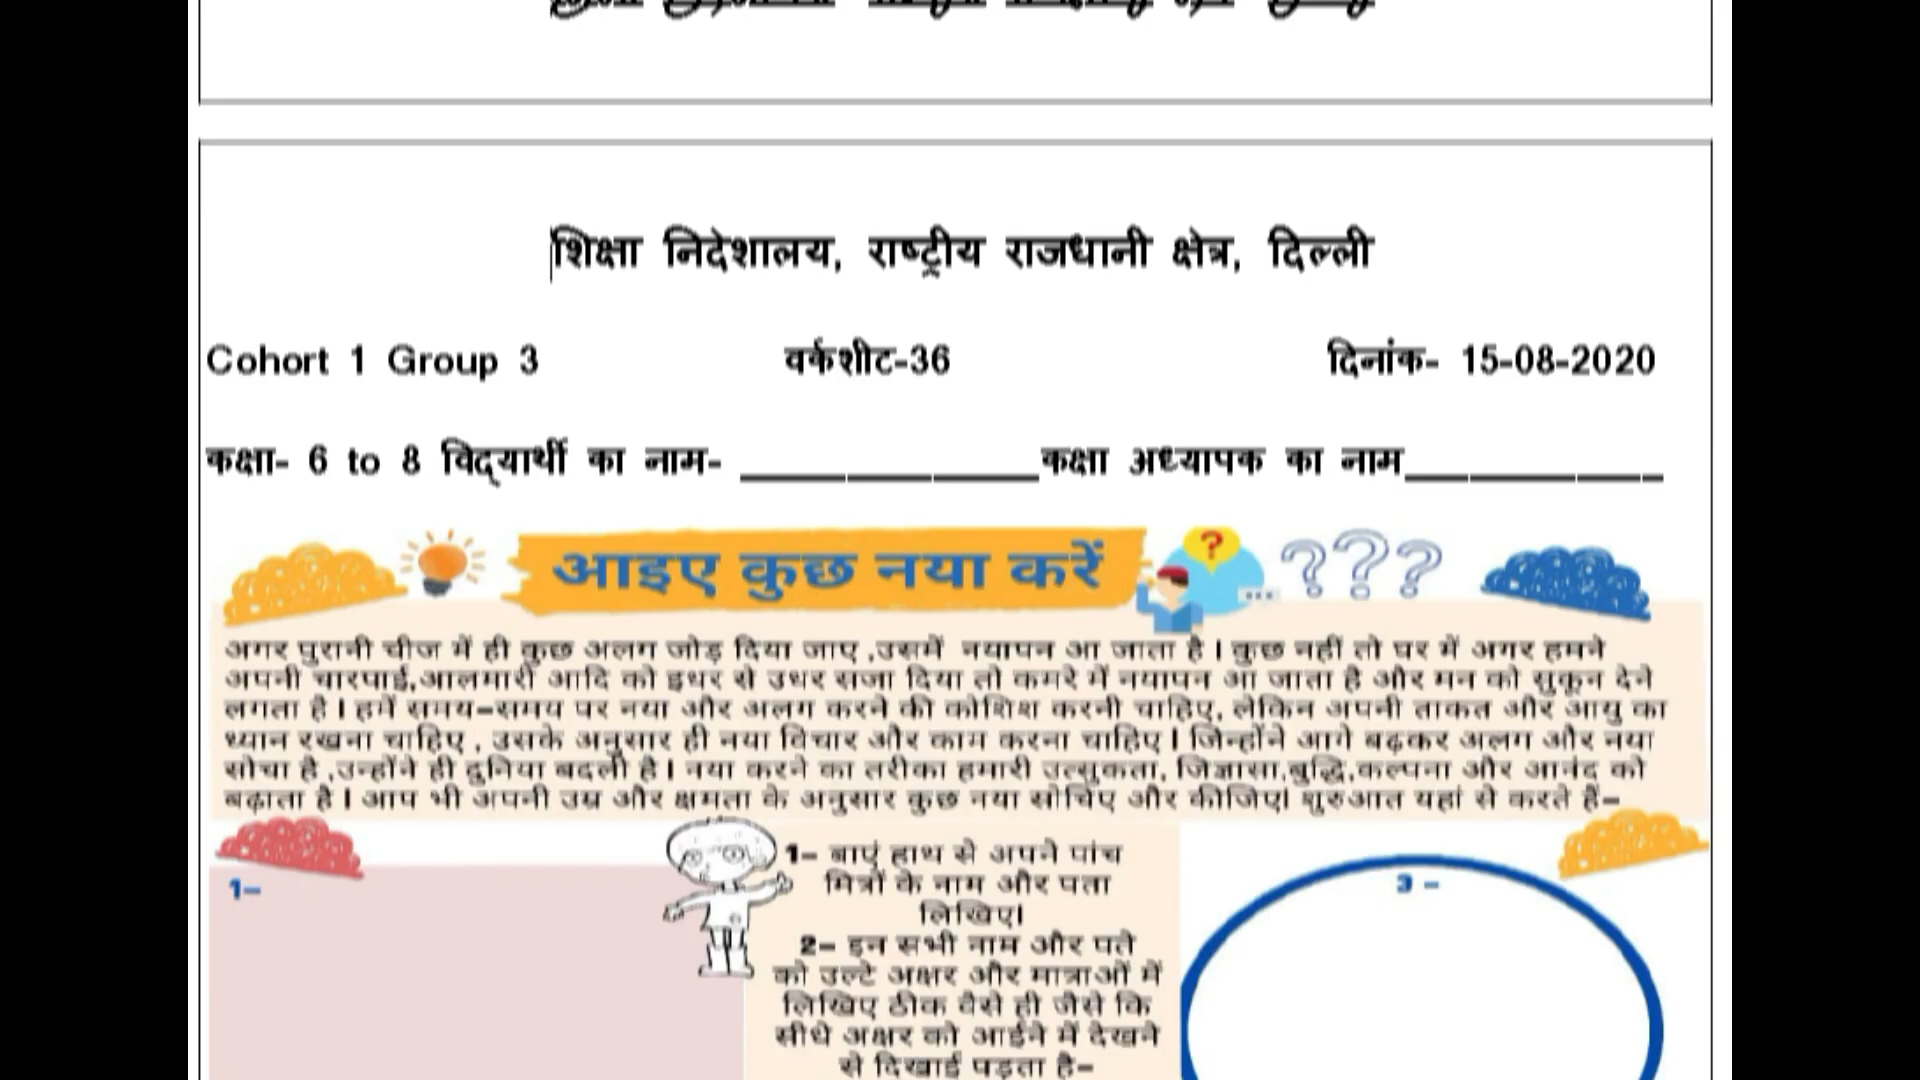 शिक्षा निदेशालय, राष्ट्रीय राजधानी क्षेत्र, दिल्ली
Cohort 1 Group 3 वर्कशीट-36 दिनांक- 15-08-2020
कक्षा- 6 to 8 विद्यार्थी का नाम- ______________कक्षा अध्यापक का नाम____________
आइए कुछ नया करें
?
???
अगर पुरानी चीज में ही कुछ अलग जोड़ दिया जाए ,उसमें नयापन आ जाता है । कुछ नहीं तो घर में अगर हमने
अपनी चारपाई,आलमारी आदि को इधर से उधर सजा दिया तो कमरे में नयापन आ जाता है और मन को सुकून देने
लगता है । हमें समय-समय पर नया और अलग करने की कोशिश करनी चाहिए, लेकिन अपनी ताकत और आयु का
ध्यान रखना चाहिए , उसके अनुसार ही नया विचार और काम करना चाहिए । जिन्होंने आगे बढ़कर अलग और नया
सोचा है ,उन्होंने ही दुनिया बदली है । नया करने का तरीका हमारी उत्सुकता, जिज्ञासा,बुद्धि,कल्पना और आनंद को
बढ़ाता है । आप भी अपनी उम्र और क्षमता के अनुसार कुछ नया सोचिए और कीजिए। शुरुआत यहां से करते हैं-
1-
1- बाएं हाथ से अपने पांच
मित्रों के नाम और पता
लिखिए।
2- इन सभी नाम और पते
को उल्टे अक्षर और मात्राओं में
लिखिए ठीक वैसे ही जैसे कि
सीधे अक्षर को आईने में देखने
से दिखाई पड़ता है-
3 -